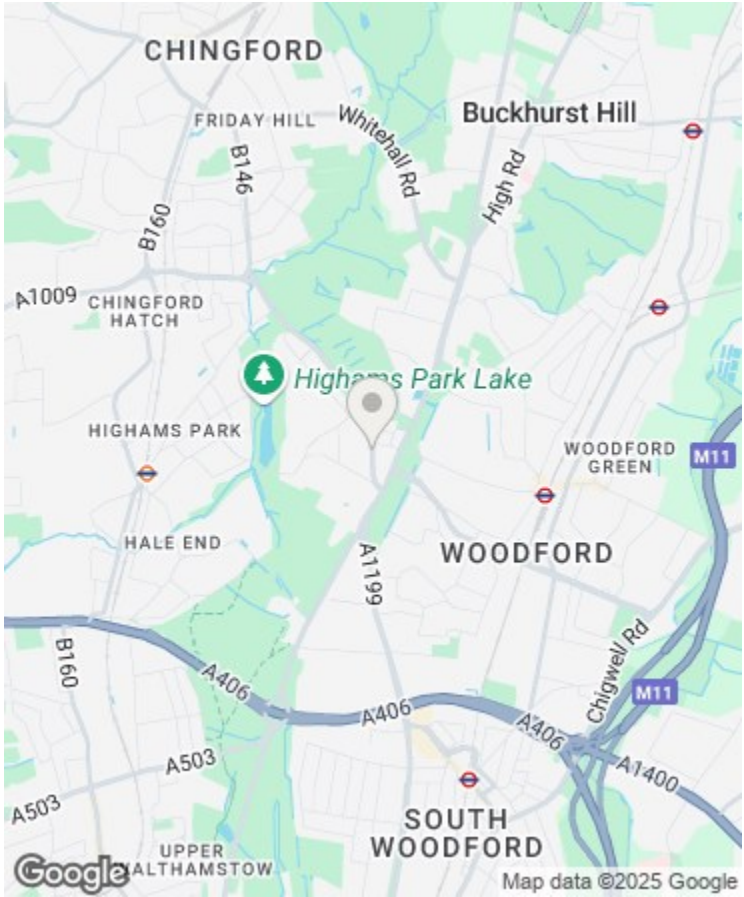 CHINGFORD
FRIDAY HILL
Whitehall Rd
Buckhurst Hill
B146
High Rd
B160
A1009
CHINGFORD
HATCH
Highams Park Lake
HIGHAMS PARK
WOODFORD
GREEN
M11
HALE END
WOODFORD
A1199
B160
A406
Chigwell Rd
M11
A406
A406
A503
A1400
A503
SOUTH
WOODFORD
UPPER
WALTHAMSTOW
Google
Map data ©2025 Google